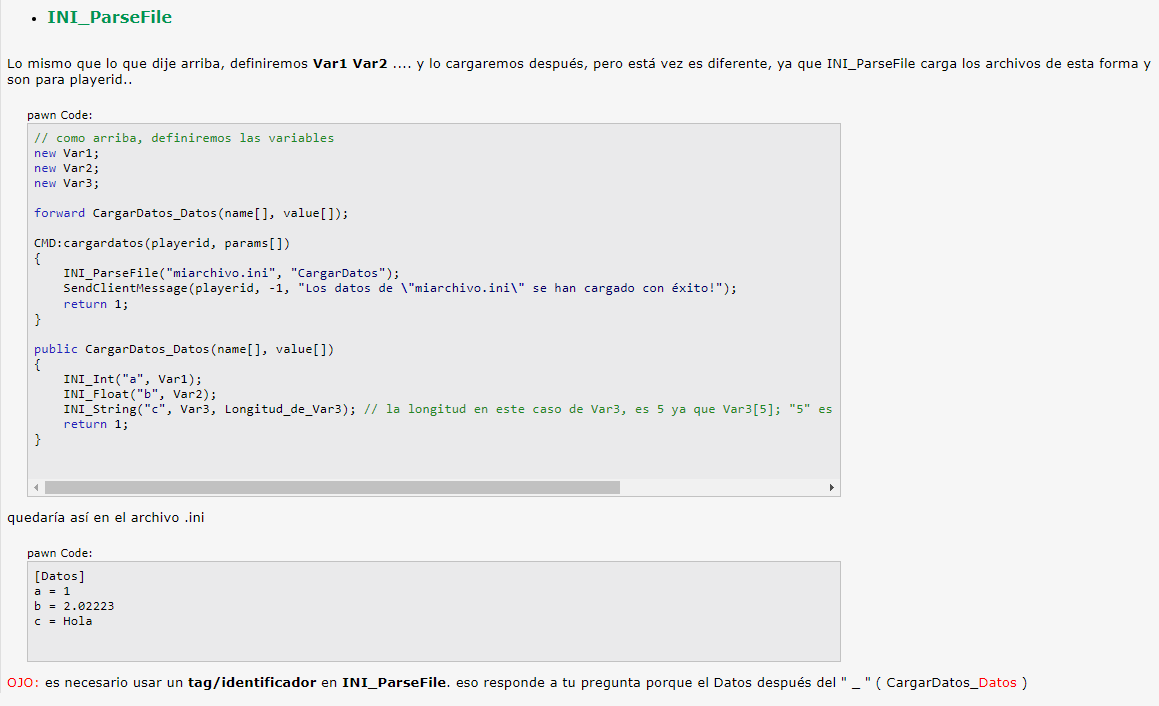 INI_ParseFile
Lo mismo que lo que dije arriba, definiremos Var1 Var2 .... y lo cargaremos después, pero está vez es diferente, ya que INI_ParseFile carga los archivos de esta forma y
son para playerid..
pawn Code:
// como arriba, definiremos las variables
new Var1;
new Var2;
new Var3;
forward CargarDatos_Datos(name[], value[]);
CMD:cargardatos(playerid, params[])
{
INI_ParseFile("miarchivo.ini", "CargarDatos");
SendClientMessage(playerid, -1, "Los datos de \"miarchivo.ini\" se han cargado con éxito!");
return 1;
}
public CargarDatos_Datos(name[], value[])
{
INI_Int("a", Var1);
INI_Float("b", Var2);
INI_String("c", Var3, Longitud_de_Var3); // la longitud en este caso de Var3, es 5 ya que Var3[5]; "5" es
return 1;
}
quedaría así en el archivo .ini
pawn Code:
[Datos]
a = 1
b = 2.02223
c = Hola
OJO: es necesario usar un tag/identificador en INI_ParseFile. eso responde a tu pregunta porque el Datos después del " _ " ( CargarDatos_Datos )